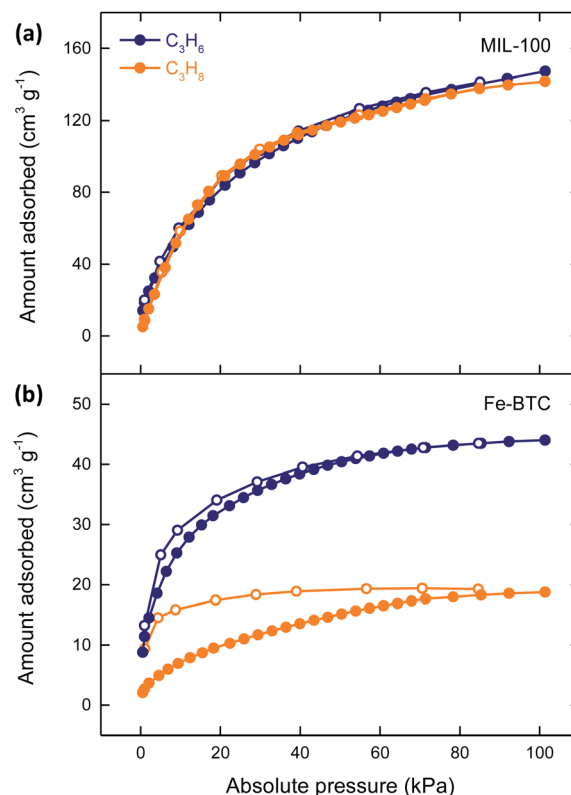 (a)
C₃H₆
C₃H₈
MIL-100
160
120
80
40
0
Amount adsorbed (cm³ g⁻¹)
(b)
Fe-BTC
50
40
30
20
10
0
Amount adsorbed (cm³ g⁻¹)
0 20 40 60 80 100
Absolute pressure (kPa)